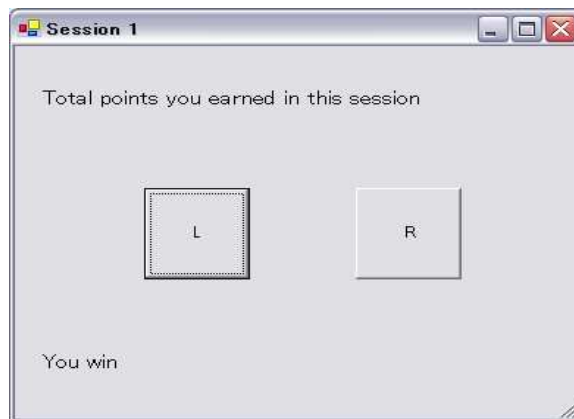 Session 1
Total points you earned in this session
L
R
You win